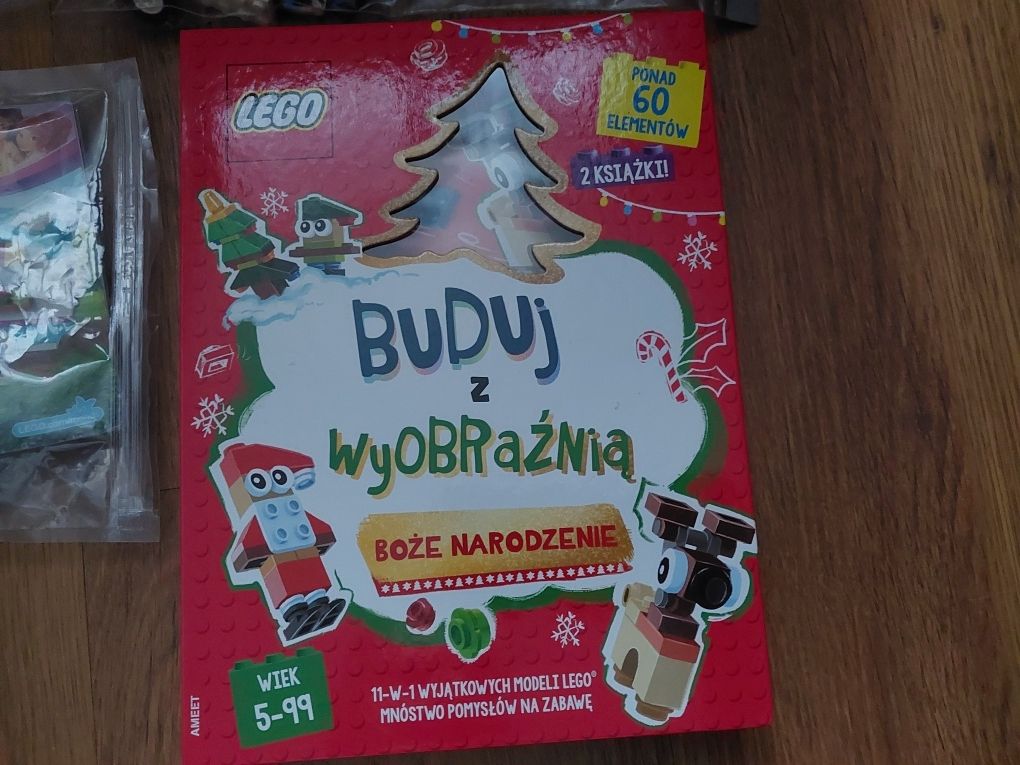 LEGO
PONAD
60
ELEMENTÓW
2 KSIĄŻKI!
BUDUJ
Z
WYOBRAŹNIĄ
BOŻE NARODZENIE
WIEK
5-99
11-W-1 WYJĄTKOWYCH MODELI LEGO®
MNÓSTWO POMYSŁÓW NA ZABAWĘ
AMEET